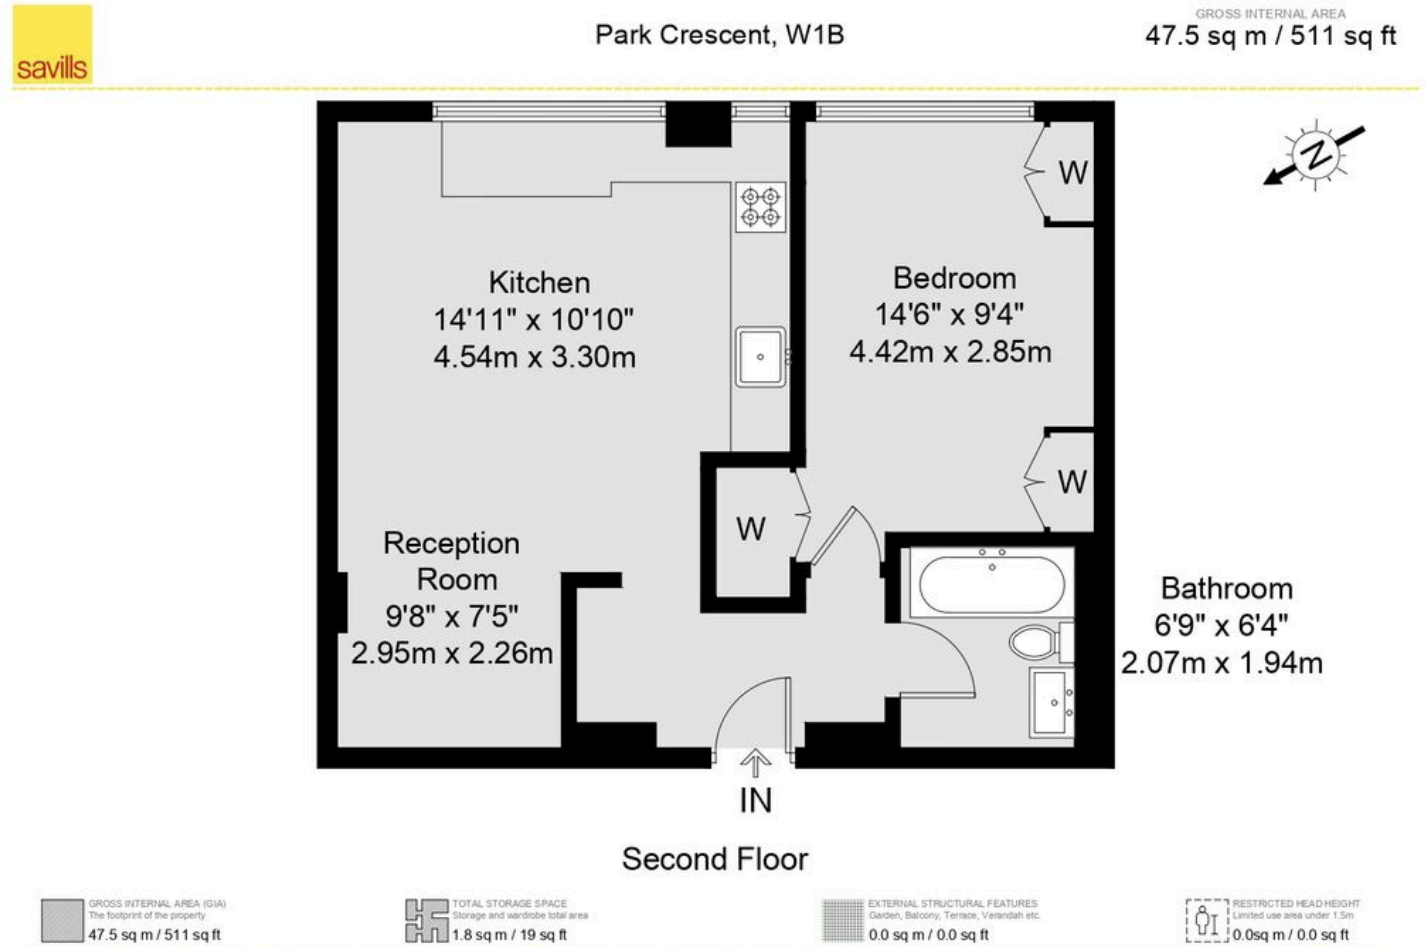 savills
Park Crescent, W1B
GROSS INTERNAL AREA
47.5 sq m / 511 sq ft
N
W
Kitchen
14'11" x 10'10"
4.54m x 3.30m
Bedroom
14'6" x 9'4"
4.42m x 2.85m
W
W
Reception
Room
9'8" x 7'5"
2.95m x 2.26m
Bathroom
6'9" x 6'4"
2.07m x 1.94m
IN
Second Floor
GROSS INTERNAL AREA (GIA)
The footprint of the property
47.5 sq m / 511 sq ft
TOTAL STORAGE SPACE
Storage and wardrobe total area
1.8 sq m / 19 sq ft
EXTERNAL STRUCTURAL FEATURES
Garden, Balcony, Terrace, Verandah etc.
0.0 sq m / 0.0 sq ft
RESTRICTED HEAD HEIGHT
Limited use area under 1.5m
0.0sq m / 0.0 sq ft